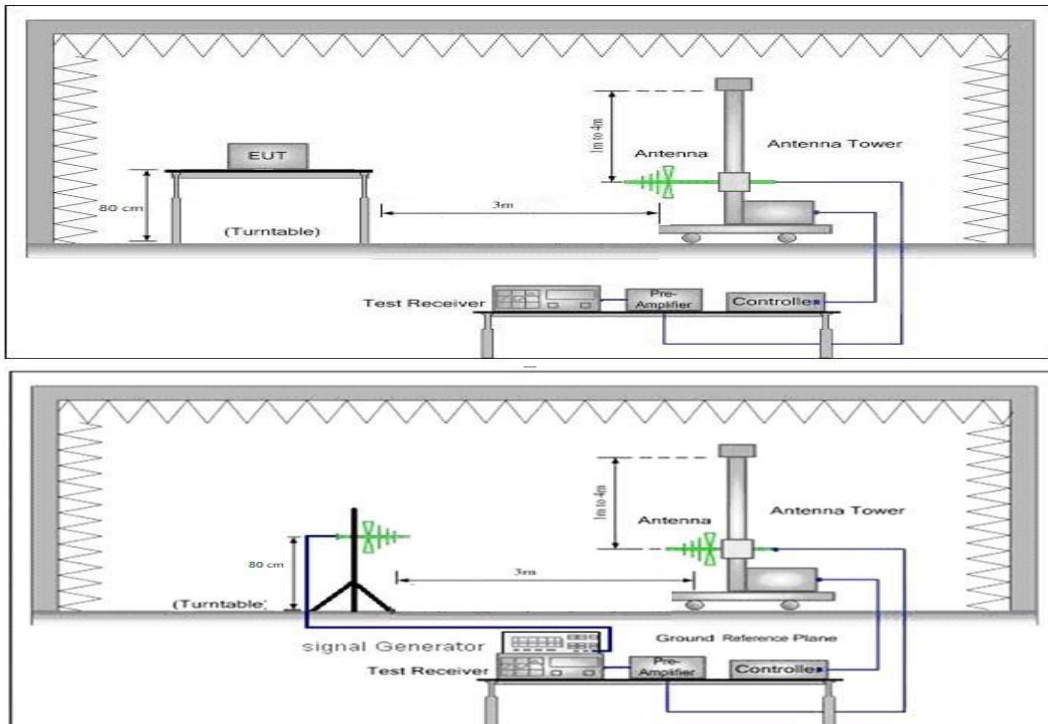 EUT
80 cm
(Turntable)
3m
1m to 4m
Antenna
Antenna Tower
Test Receiver
Pre-
Amplifier
Controller
80 cm
(Turntable)
3m
1m to 4m
Antenna
Antenna Tower
signal Generator
Ground Reference Plane
Test Receiver
Pre-
Amplifier
Controller